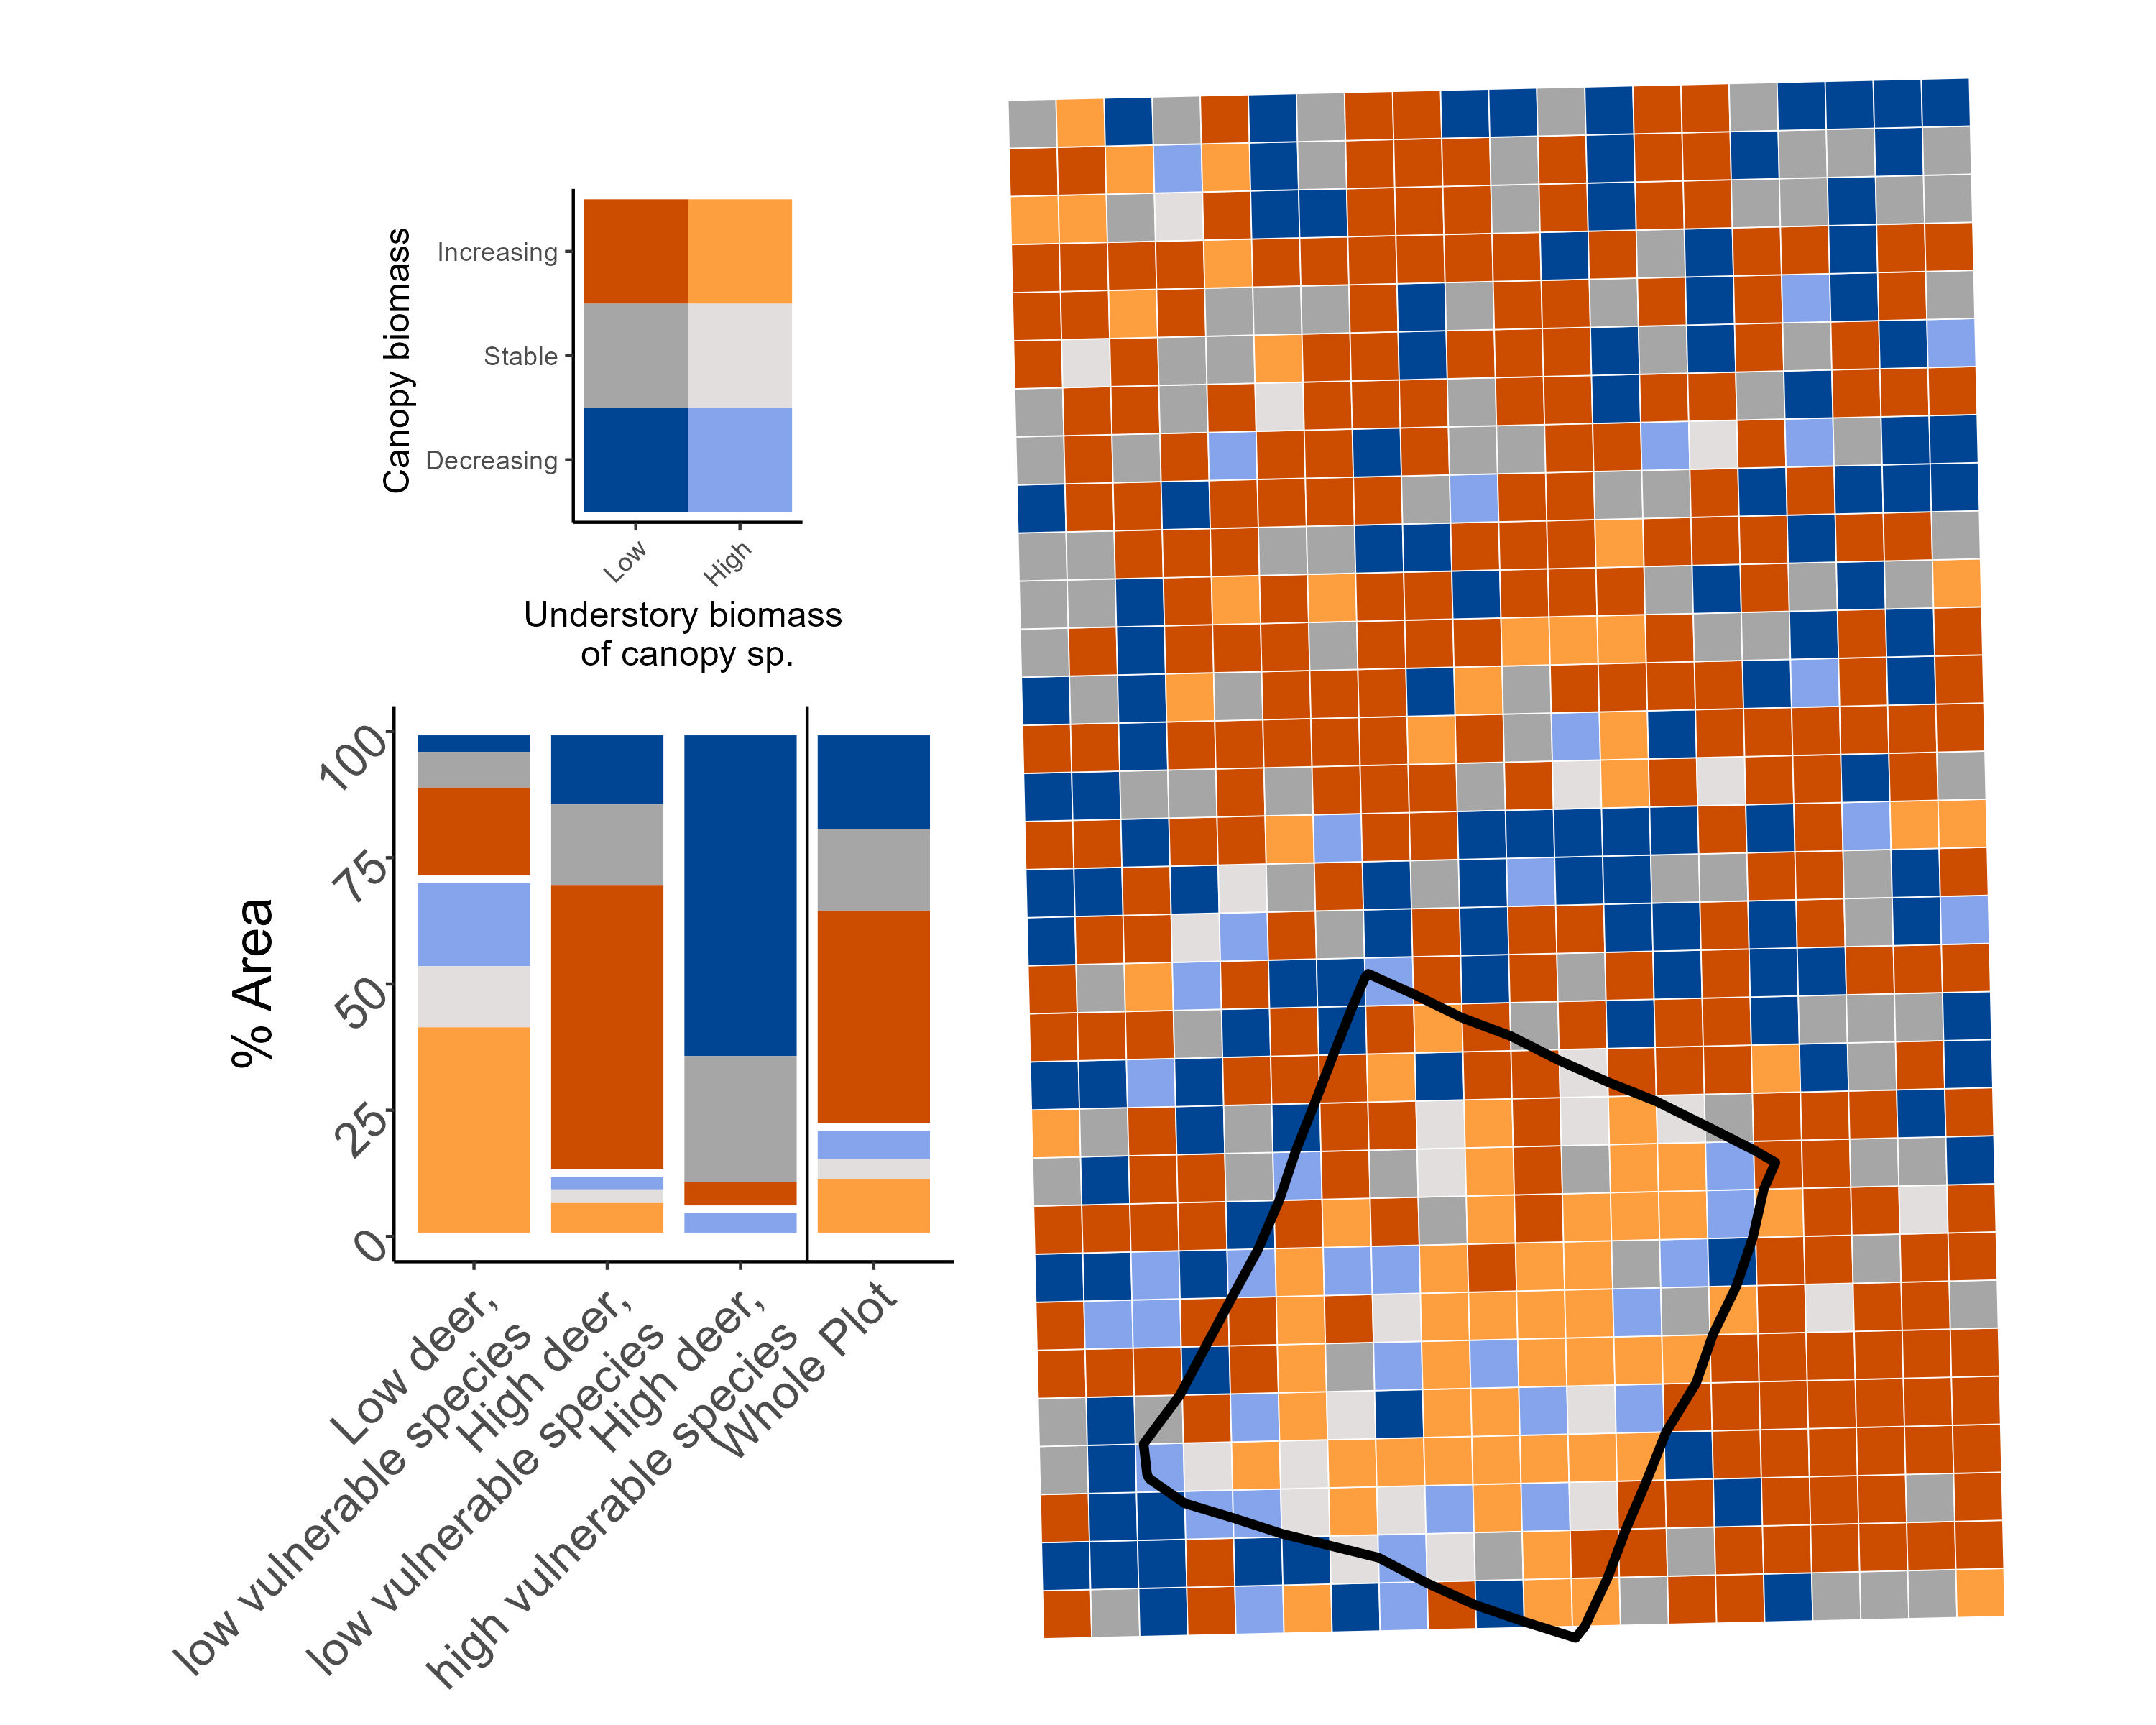 Canopy biomass
Increasing
Stable
Decreasing
Low
High
Understory biomass
of canopy sp.
% Area
100
75
50
25
0
Low deer,
low vulnerable species
High deer,
low vulnerable species
High deer,
high vulnerable species
Whole Plot